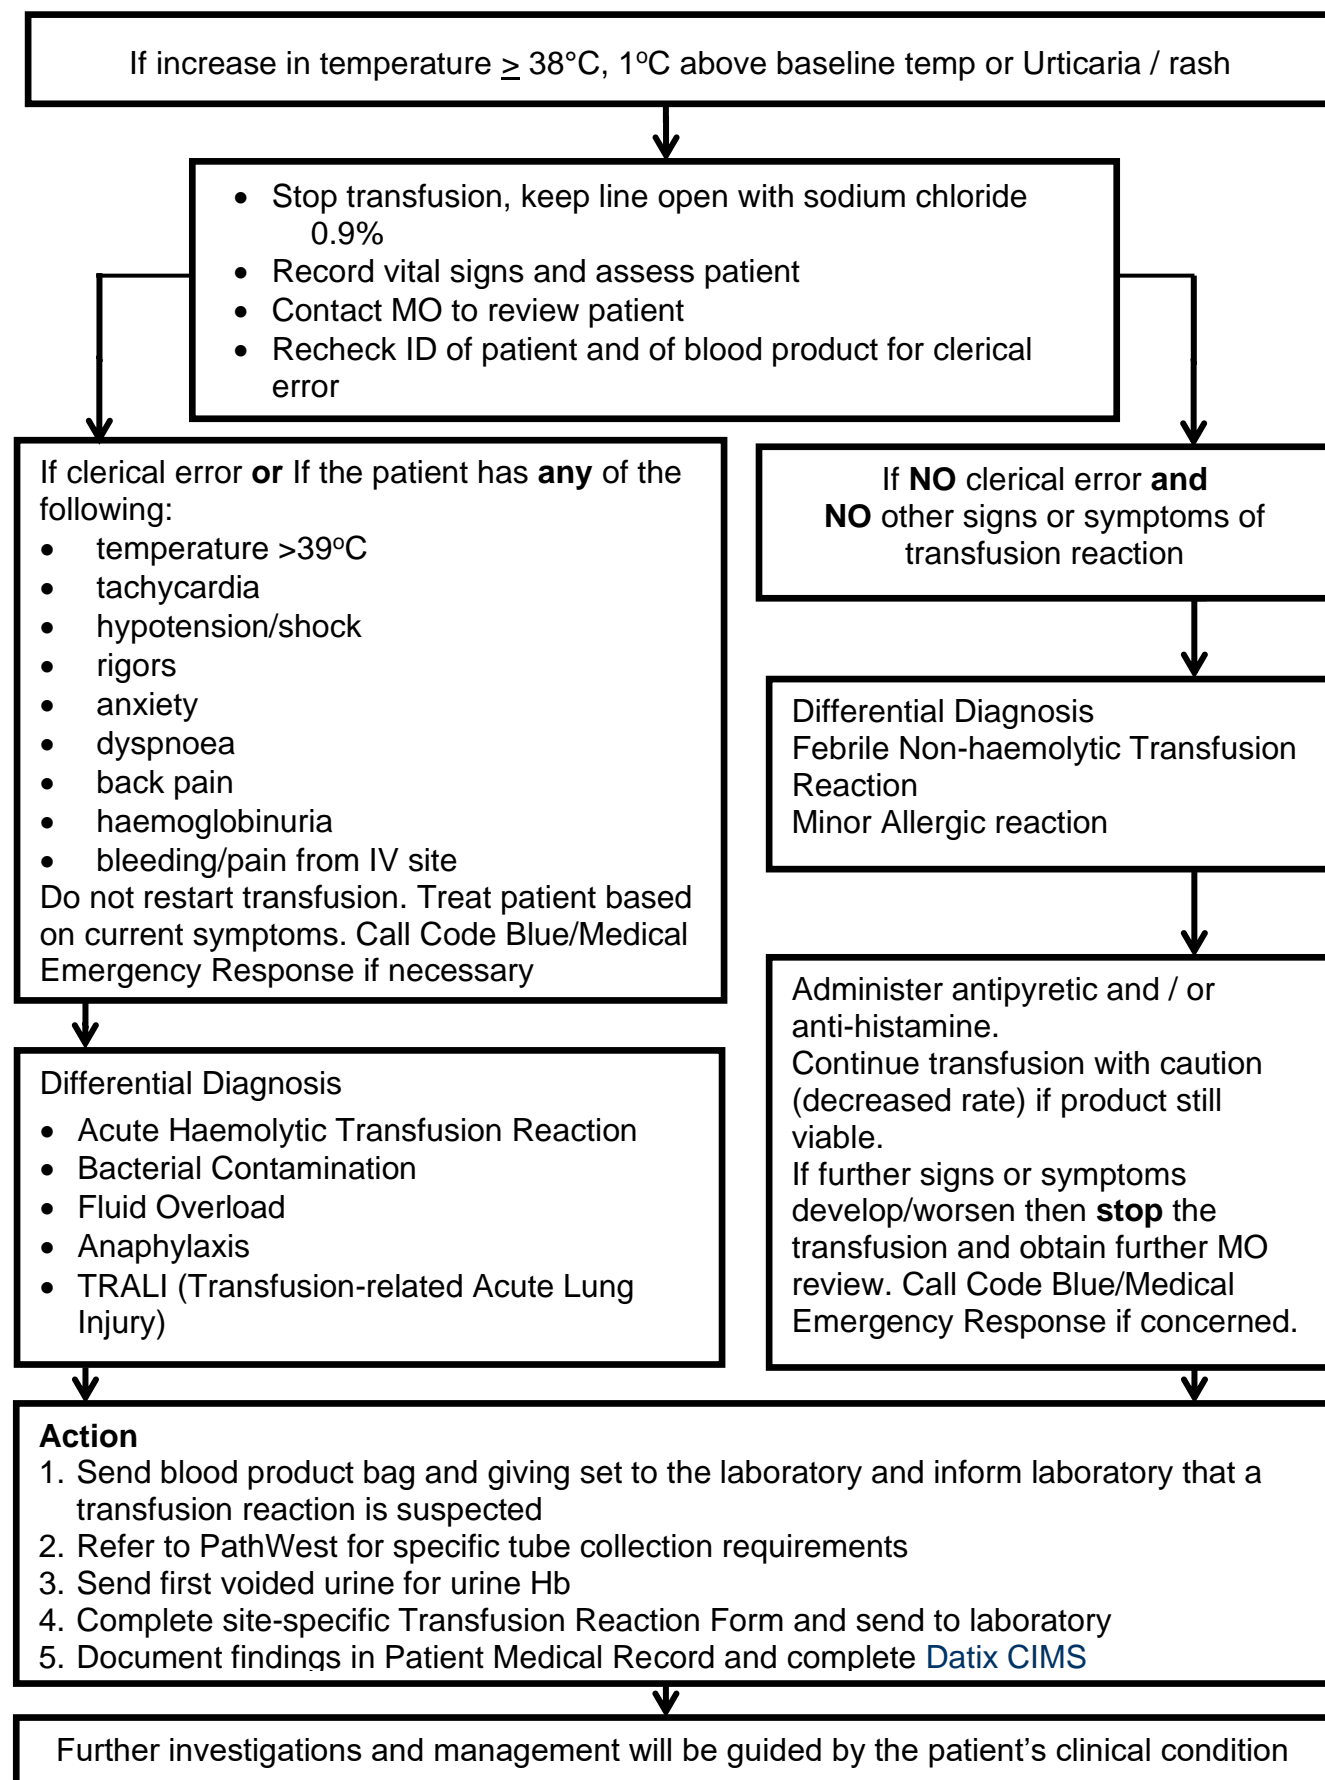 If increase in temperature ≥ 38°C, 1°C above baseline temp or Urticaria / rash
• Stop transfusion, keep line open with sodium chloride
0.9%
• Record vital signs and assess patient
• Contact MO to review patient
• Recheck ID of patient and of blood product for clerical
error
If clerical error or If the patient has any of the
following:
• temperature >39°C
• tachycardia
• hypotension/shock
• rigors
• anxiety
• dyspnoea
• back pain
• haemoglobinuria
• bleeding/pain from IV site
Do not restart transfusion. Treat patient based
on current symptoms. Call Code Blue/Medical
Emergency Response if necessary
Differential Diagnosis
• Acute Haemolytic Transfusion Reaction
• Bacterial Contamination
• Fluid Overload
• Anaphylaxis
• TRALI (Transfusion-related Acute Lung
Injury)
If NO clerical error and
NO other signs or symptoms of
transfusion reaction
Differential Diagnosis
Febrile Non-haemolytic Transfusion
Reaction
Minor Allergic reaction
Administer antipyretic and / or
anti-histamine.
Continue transfusion with caution
(decreased rate) if product still
viable.
If further signs or symptoms
develop/worsen then stop the
transfusion and obtain further MO
review. Call Code Blue/Medical
Emergency Response if concerned.
Action
1. Send blood product bag and giving set to the laboratory and inform laboratory that a
transfusion reaction is suspected
2. Refer to PathWest for specific tube collection requirements
3. Send first voided urine for urine Hb
4. Complete site-specific Transfusion Reaction Form and send to laboratory
5. Document findings in Patient Medical Record and complete Datix CIMS
Further investigations and management will be guided by the patient’s clinical condition